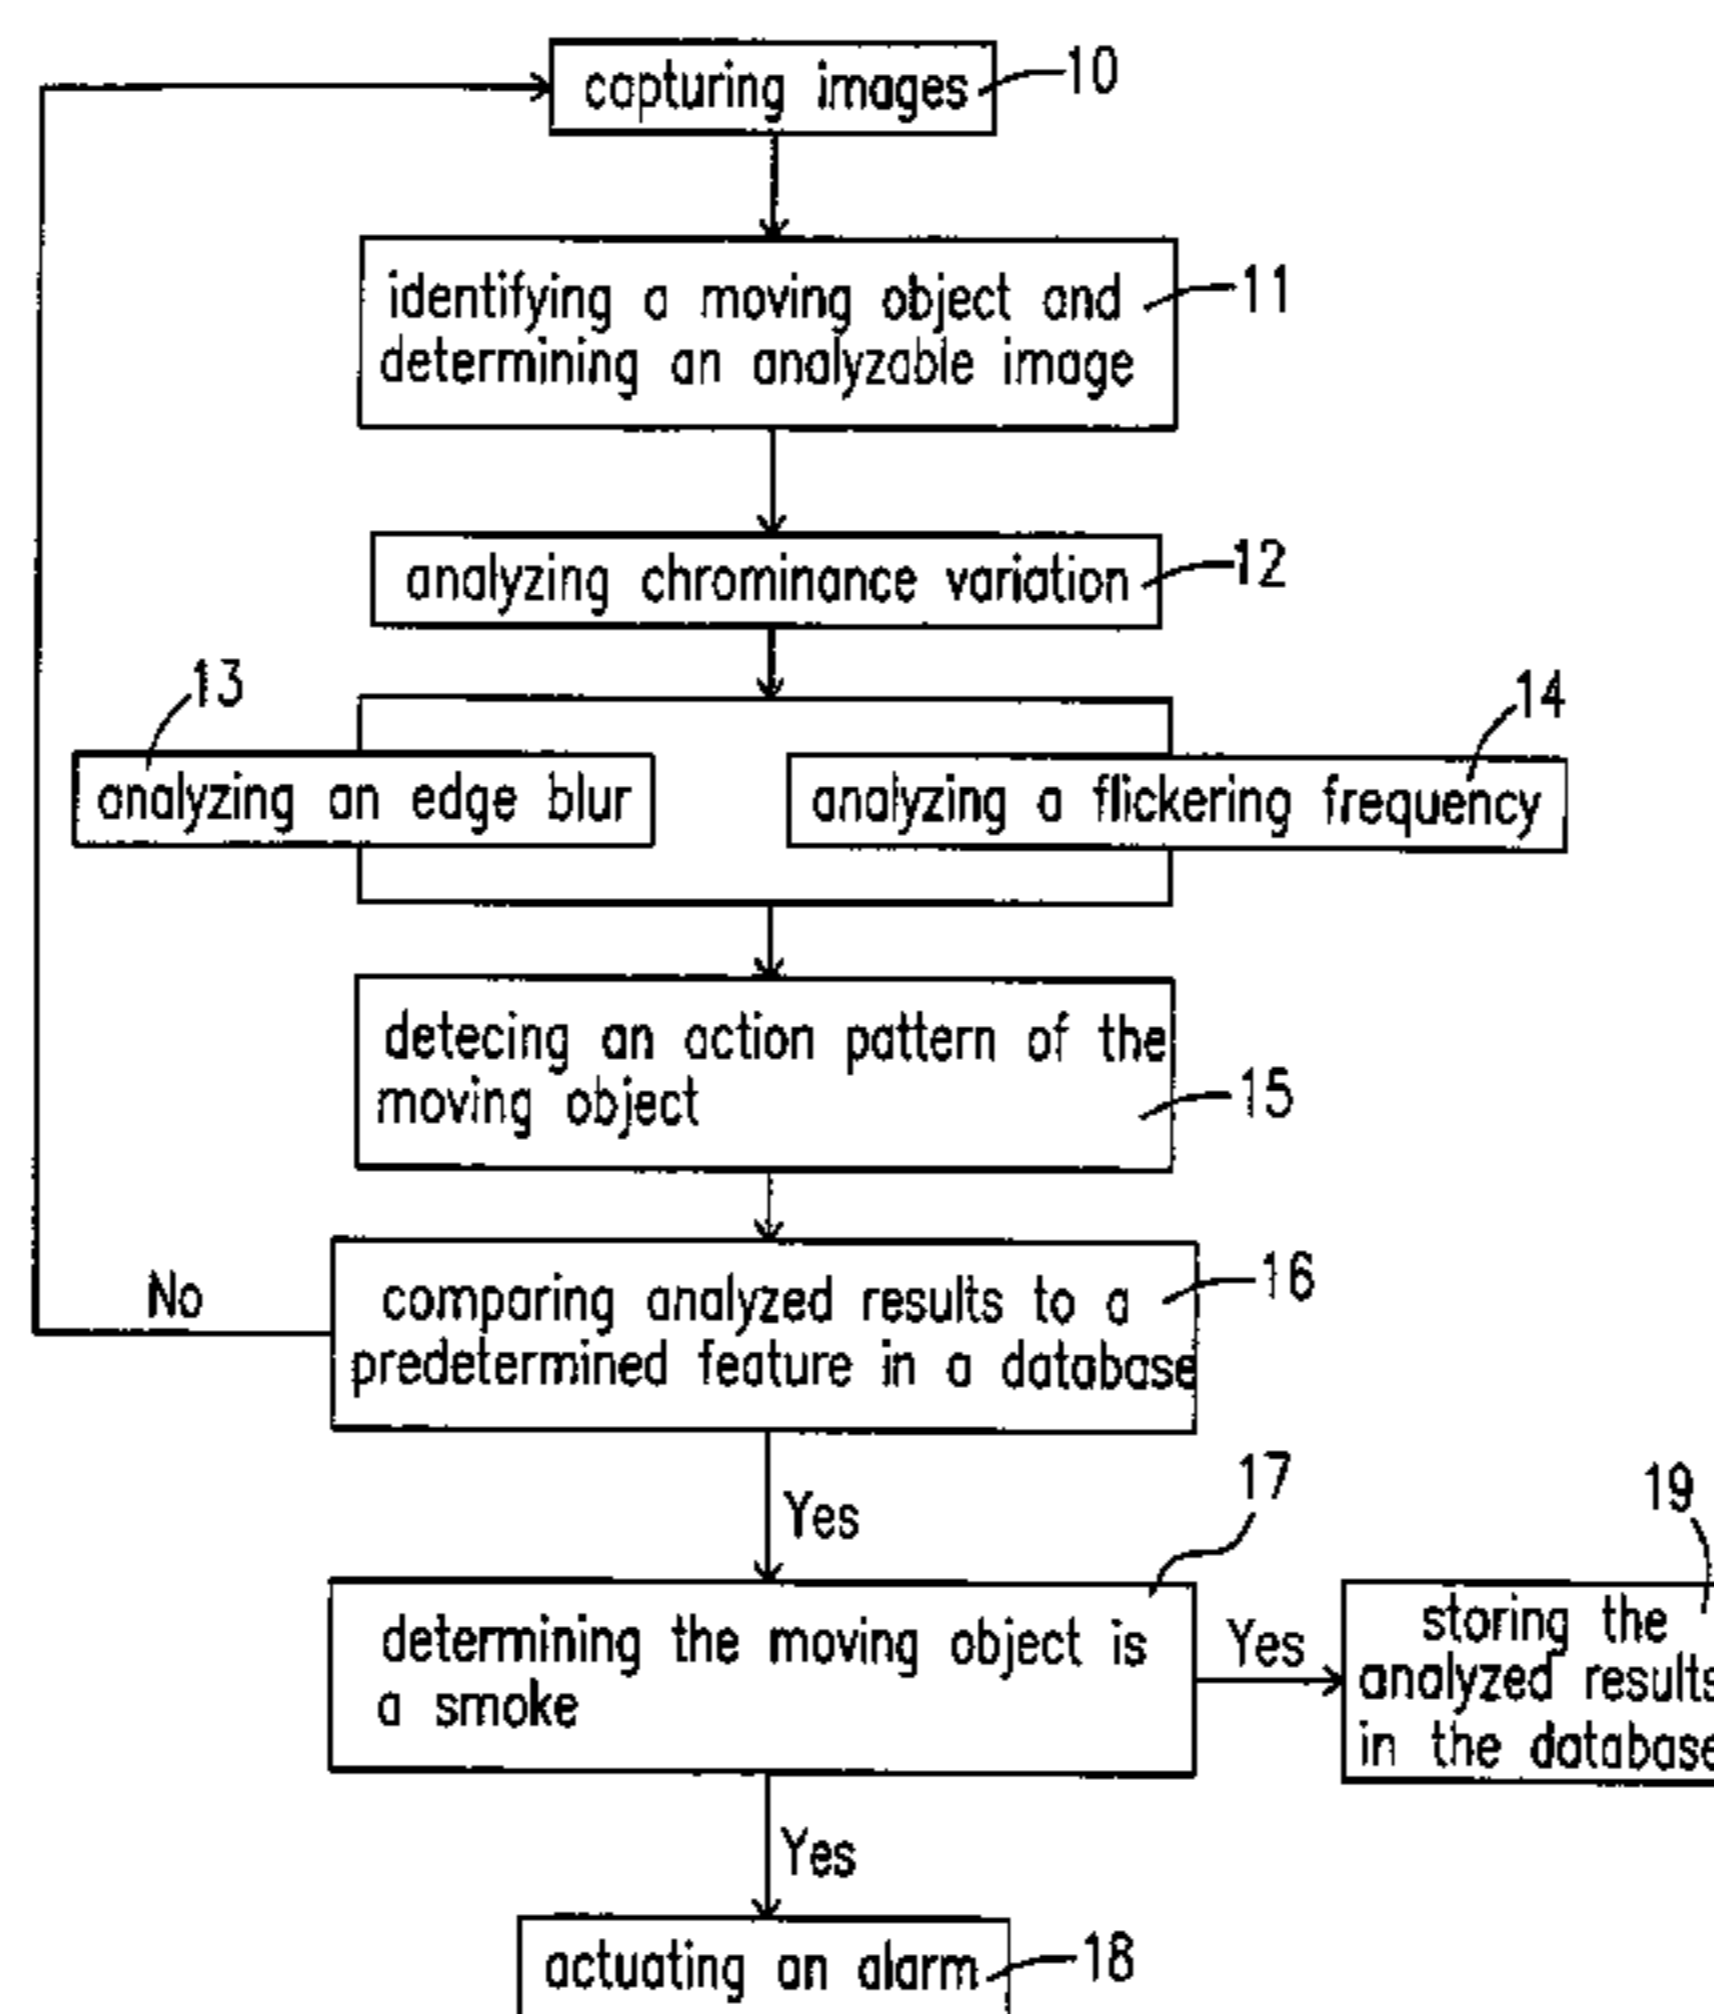 capturing images
10
identifying a moving object and
determining an analyzable image
11
analyzing chrominance variation
12
13
analyzing an edge blur
14
analyzing a flickering frequency
detecing an action pattern of the
moving object
15
comparing analyzed results to a
predetermined feature in a database
16
No
Yes
17
determining the moving object is
a smoke
Yes
19
storing the
analyzed results
in the database
Yes
actuating an alarm
18